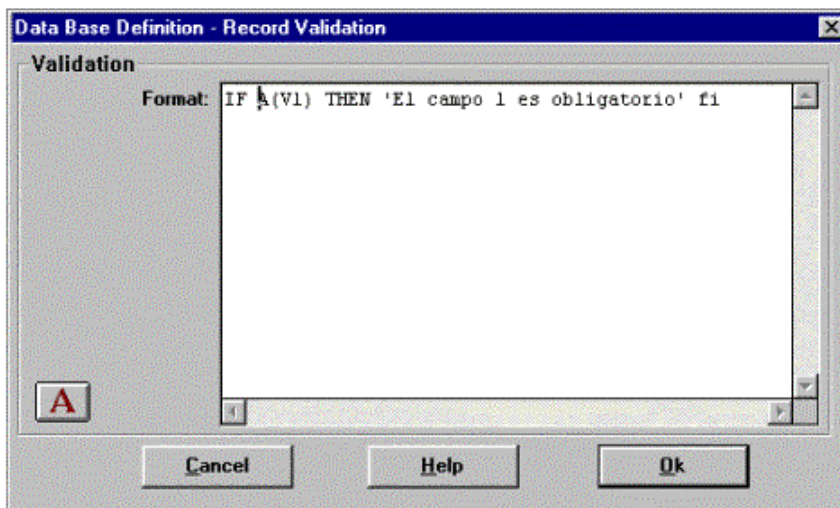 Data Base Definition - Record Validation
Validation
Format: IF A(V1) THEN 'El campo 1 es obligatorio' fi
A
Cancel Help Ok